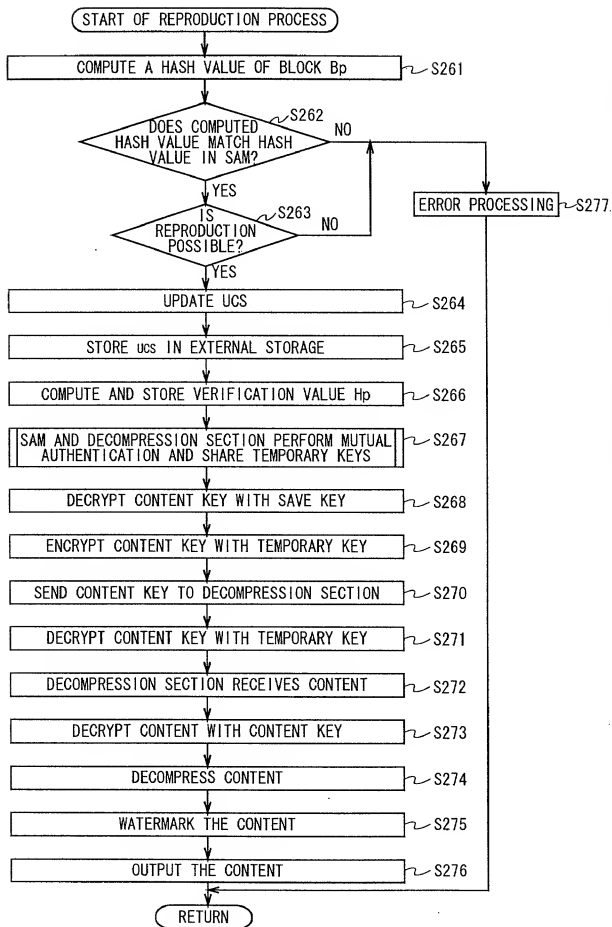 START OF REPRODUCTION PROCESS
COMPUTE A HASH VALUE OF BLOCK Bp
S261
S262
DOES COMPUTED
HASH VALUE MATCH HASH
VALUE IN SAM?
NO
YES
S263
IS
REPRODUCTION
POSSIBLE?
NO
YES
ERROR PROCESSING
S277
UPDATE UCS
S264
STORE UCS IN EXTERNAL STORAGE
S265
COMPUTE AND STORE VERIFICATION VALUE Hp
S266
SAM AND DECOMPRESSION SECTION PERFORM MUTUAL
AUTHENTICATION AND SHARE TEMPORARY KEYS
S267
DECRYPT CONTENT KEY WITH SAVE KEY
S268
ENCRYPT CONTENT KEY WITH TEMPORARY KEY
S269
SEND CONTENT KEY TO DECOMPRESSION SECTION
S270
DECRYPT CONTENT KEY WITH TEMPORARY KEY
S271
DECOMPRESSION SECTION RECEIVES CONTENT
S272
DECRYPT CONTENT WITH CONTENT KEY
S273
DECOMPRESS CONTENT
S274
WATERMARK THE CONTENT
S275
OUTPUT THE CONTENT
S276
RETURN